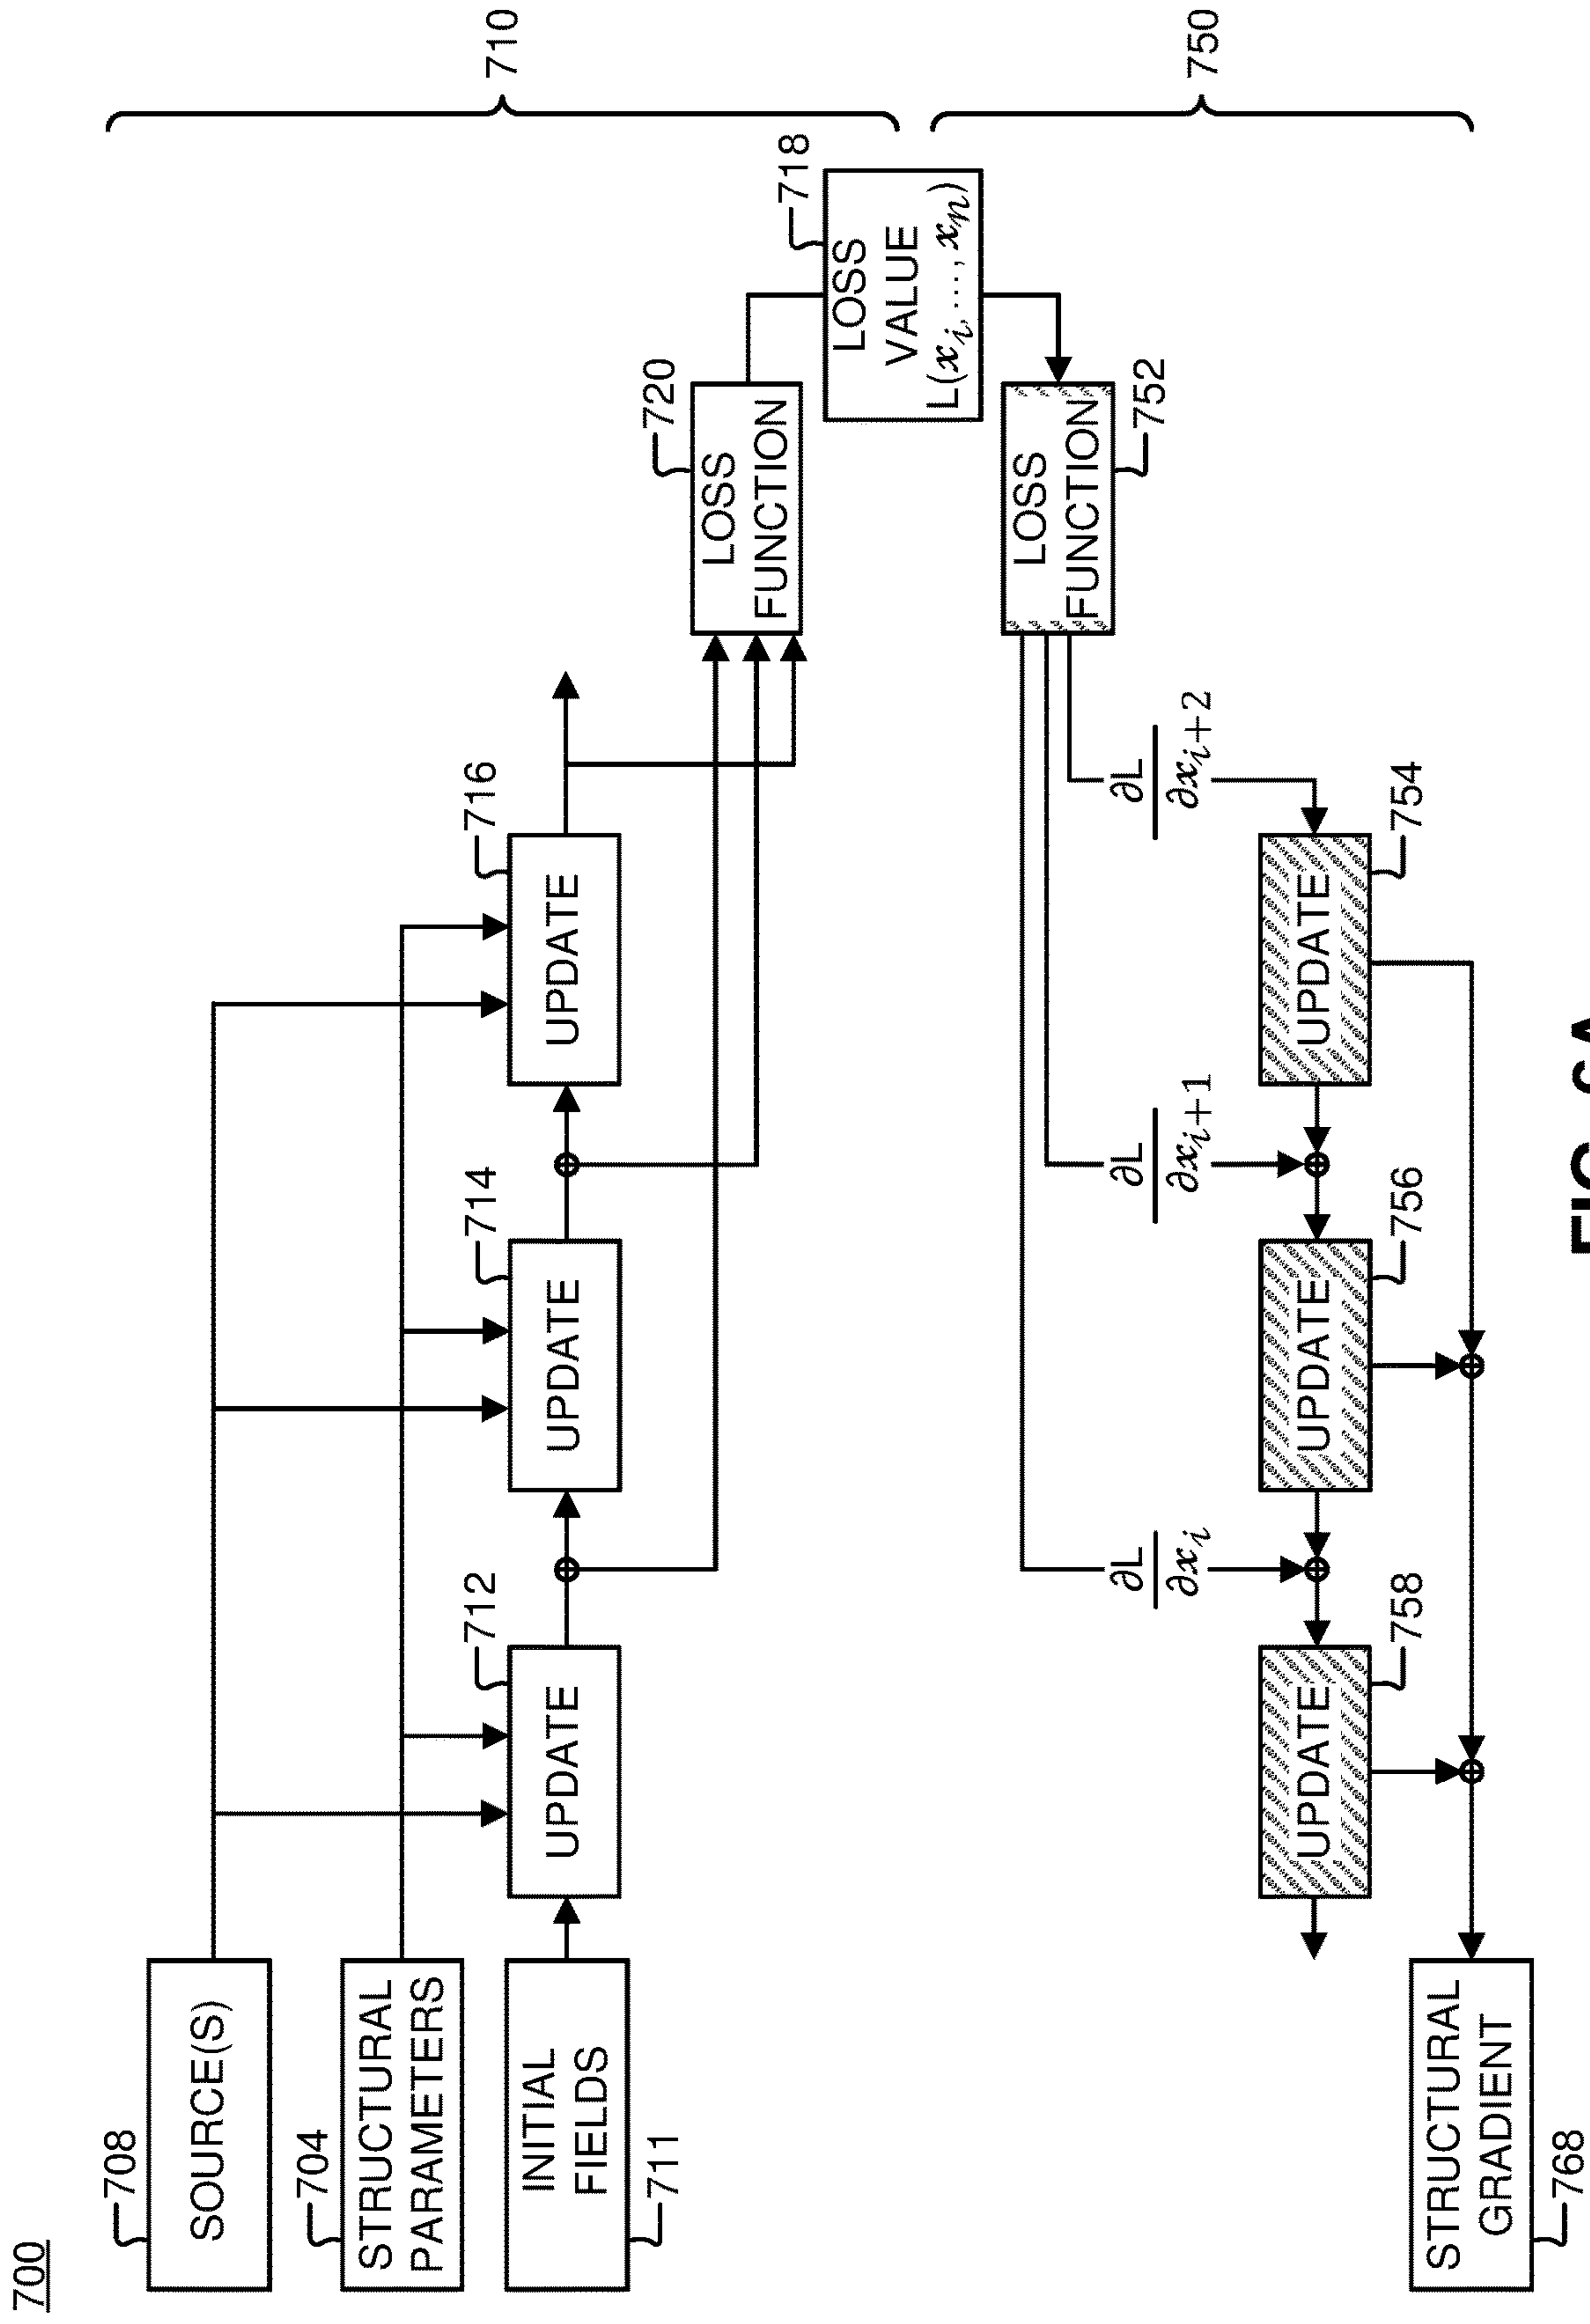 700
708
SOURCE(S)
704
STRUCTURAL
PARAMETERS
INITIAL
FIELDS
711
712
UPDATE
714
UPDATE
716
UPDATE
720
LOSS
FUNCTION
718
LOSS
VALUE
L(x_i, ...., x_n)
710
LOSS
FUNCTION
752
∂L
∂x_i
∂L
∂x_{i+1}
∂L
∂x_{i+2}
UPDATE
758
UPDATE
756
UPDATE
754
750
STRUCTURAL
GRADIENT
768